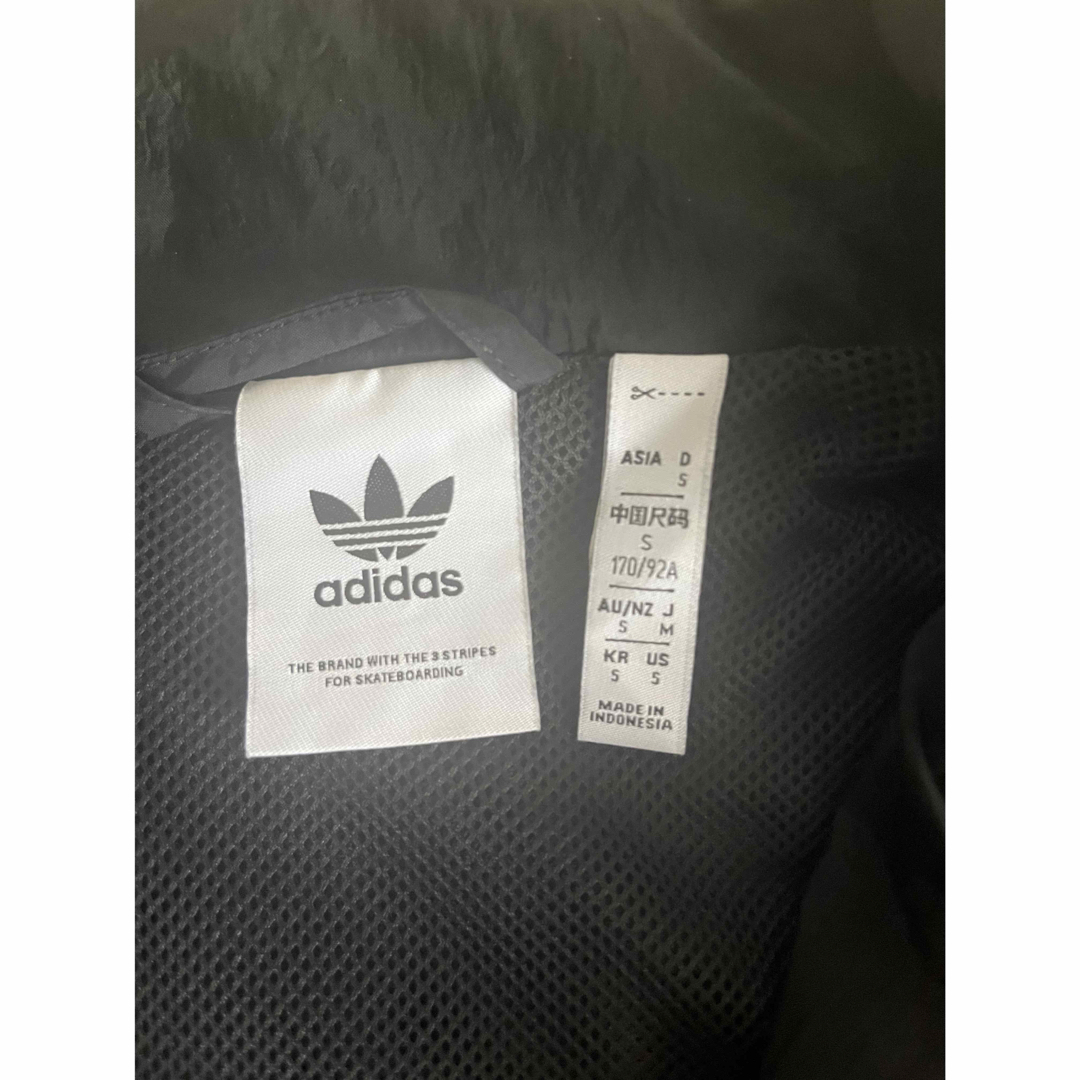 adidas
THE BRAND WITH THE 3 STRIPES
FOR SKATEBOARDING
ASIA D
S
中国尺码
S
170/92A
AU/NZ J
S M
KR US
S S
MADE IN
INDONESIA